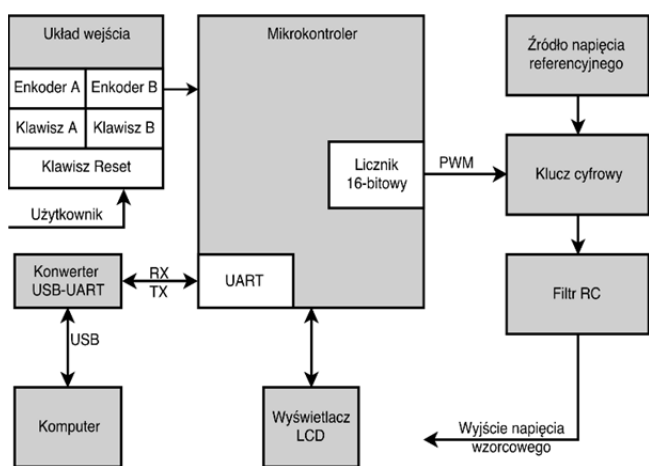 Układ wejścia
Enkoder A
Enkoder B
Klawisz A
Klawisz B
Klawisz Reset
Użytkownik
Mikrokontroler
Licznik
16-bitowy
PWM
Źródło napięcia
referencyjnego
Klucz cyfrowy
Filtr RC
Konwerter
USB-UART
RX
TX
UART
USB
Komputer
Wyświetlacz
LCD
Wyjście napięcia
wzorcowego